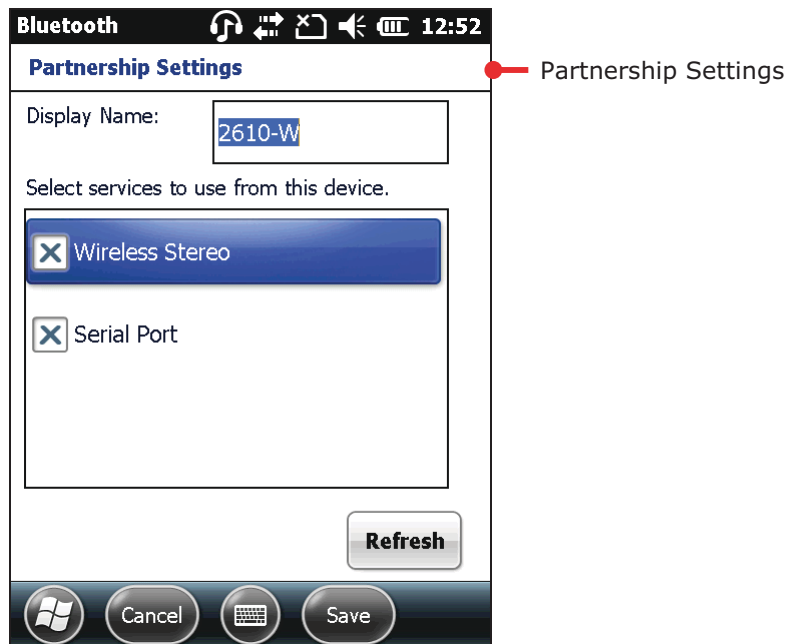 Bluetooth 12:52
Partnership Settings
Partnership Settings
Display Name:
2610-W
Select services to use from this device.
Wireless Stereo
Serial Port
Refresh
Cancel
Save